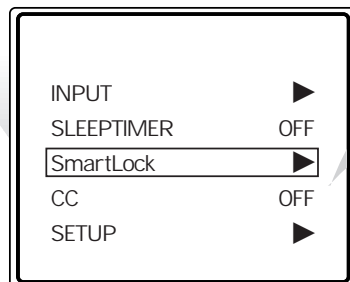 INPUT ▶
SLEEPTIMER OFF
SmartLock ▶
CC OFF
SETUP ▶